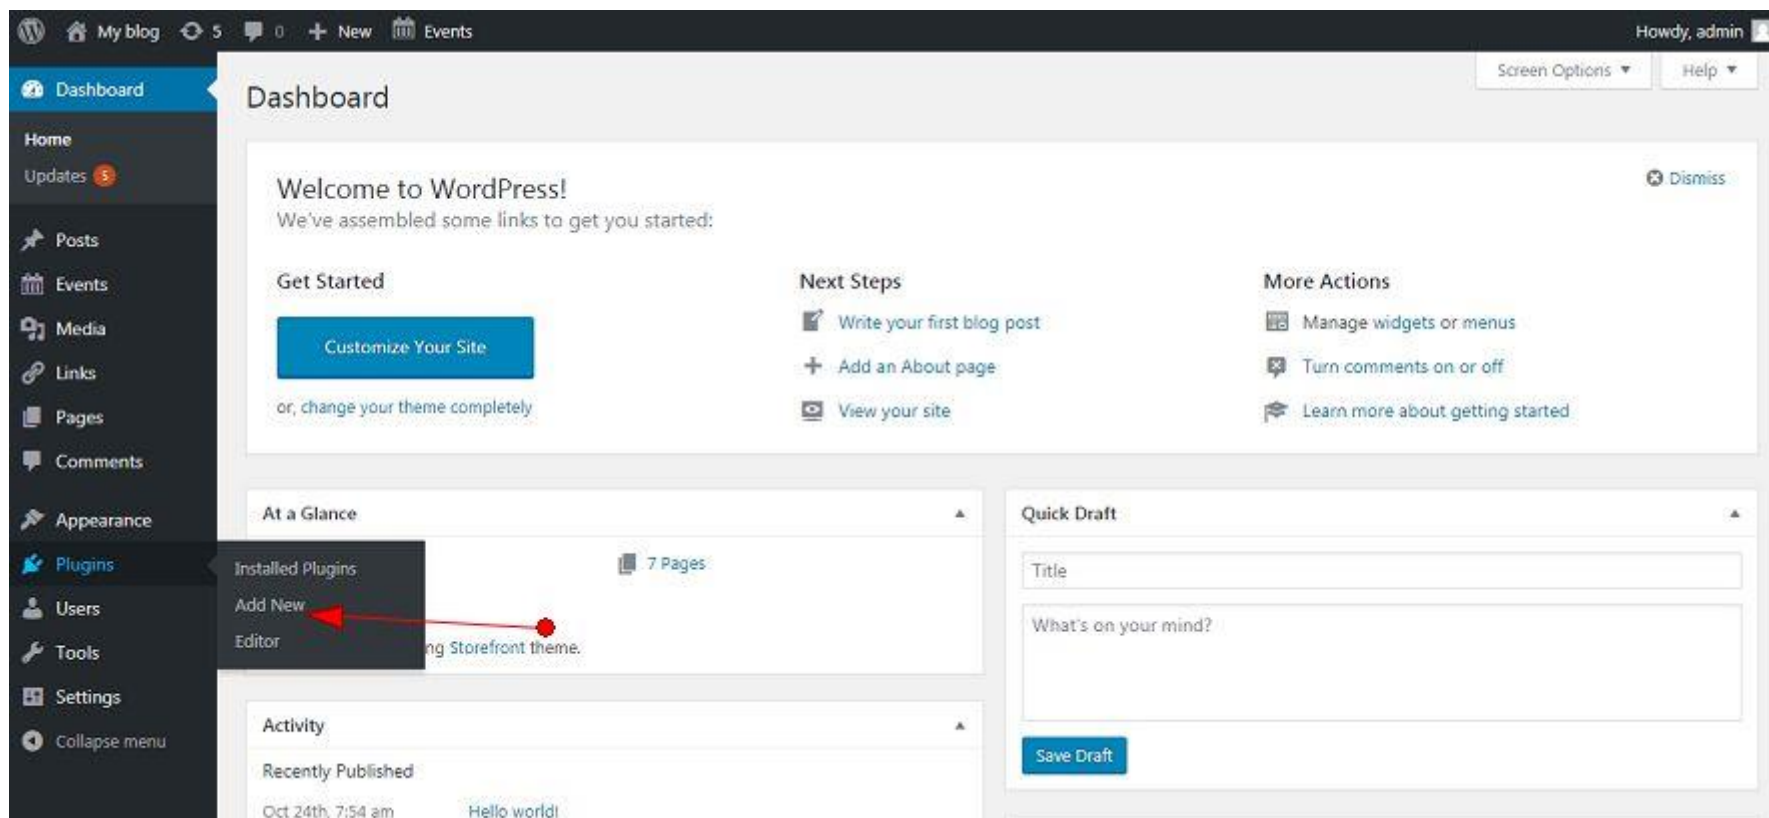 My blog 5 0 New Events Howdy, admin
Screen Options Help
Dashboard
Home
Updates 5
Posts
Events
Media
Links
Pages
Comments
Appearance
Plugins
Users
Tools
Settings
Collapse menu
Installed Plugins
Add New
Editor
Dashboard
Welcome to WordPress!
We've assembled some links to get you started:
Dismiss
Get Started
Customize Your Site
or, change your theme completely
Next Steps
Write your first blog post
Add an About page
View your site
More Actions
Manage widgets or menus
Turn comments on or off
Learn more about getting started
At a Glance
7 Pages
ng Storefront theme.
Activity
Recently Published
Oct 24th, 7:54 am Hello world!
Quick Draft
Title
What's on your mind?
Save Draft